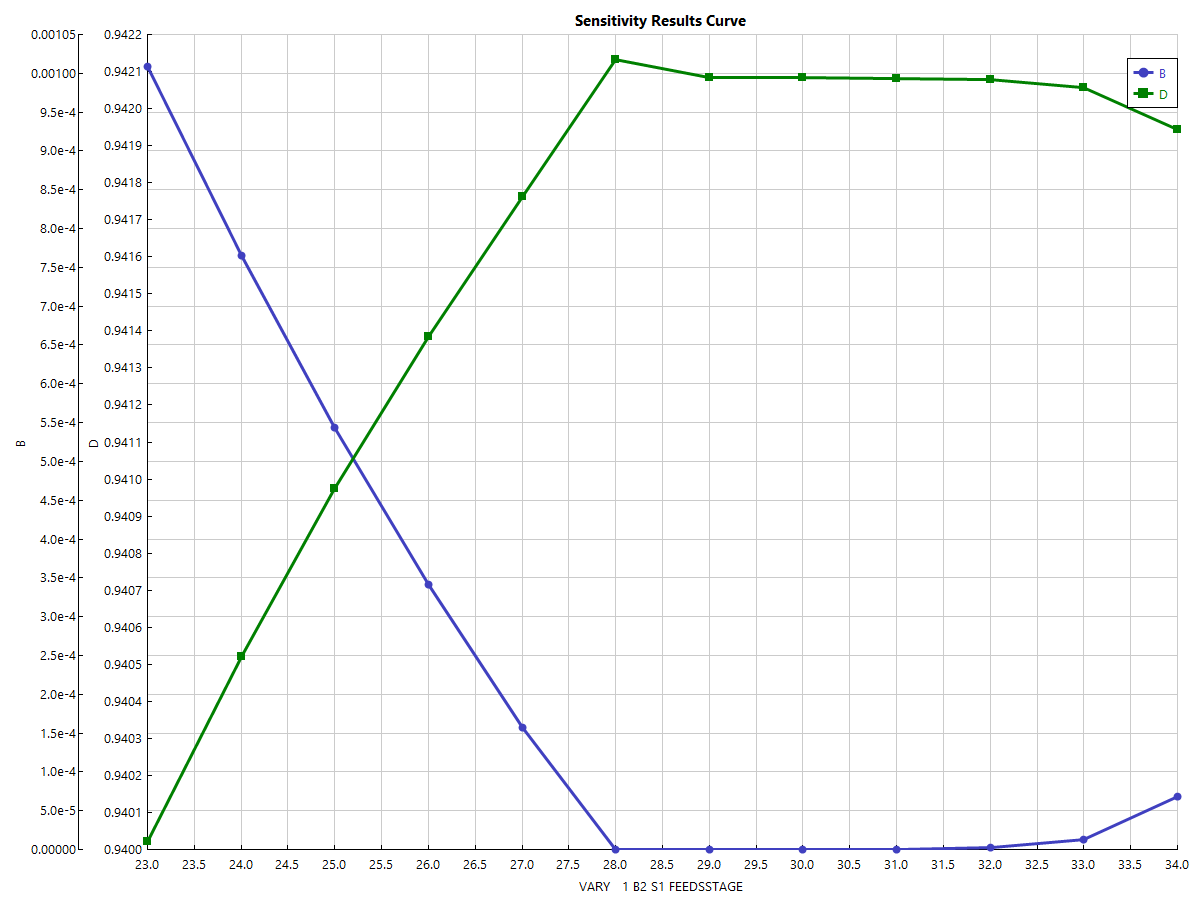 Sensitivity Results Curve
0.00105
0.00100
9.5e-4
9.0e-4
8.5e-4
8.0e-4
7.5e-4
7.0e-4
6.5e-4
6.0e-4
5.5e-4
5.0e-4
4.5e-4
4.0e-4
3.5e-4
3.0e-4
2.5e-4
2.0e-4
1.5e-4
1.0e-4
5.0e-5
0.00000
B
0.9422
0.9421
0.9420
0.9419
0.9418
0.9417
0.9416
0.9415
0.9414
0.9413
0.9412
0.9411
0.9410
0.9409
0.9408
0.9407
0.9406
0.9405
0.9404
0.9403
0.9402
0.9401
0.9400
D
B
D
23.0 23.5 24.0 24.5 25.0 25.5 26.0 26.5 27.0 27.5 28.0 28.5 29.0 29.5 30.0 30.5 31.0 31.5 32.0 32.5 33.0 33.5 34.0
VARY 1 B2 S1 FEEDSSTAGE